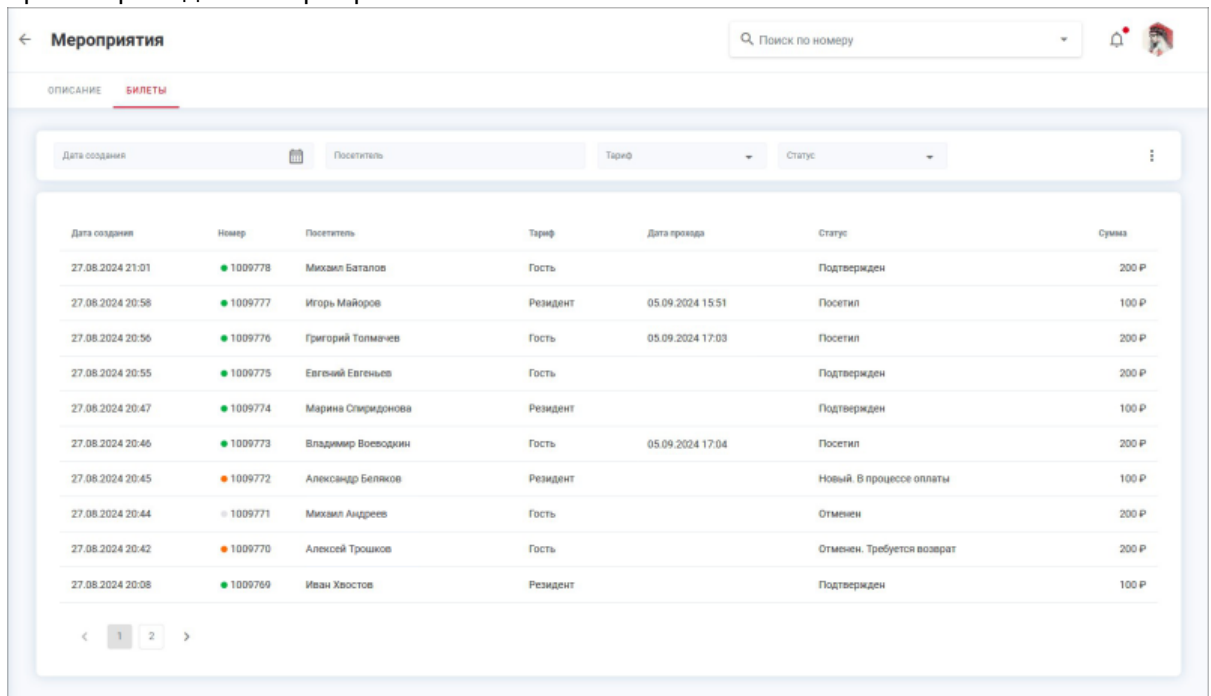 Мероприятия
Поиск по номеру
ОПИСАНИЕ БИЛЕТЫ
Дата создания Посетитель Тариф Статус
Дата создания Номер Посетитель Тариф Дата прохода Статус Сумма
27.08.2024 21:01 1009778 Михаил Баталов Гость Подтвержден 200 ₽
27.08.2024 20:58 1009777 Игорь Майоров Резидент 05.09.2024 15:51 Посетил 100 ₽
27.08.2024 20:56 1009776 Григорий Толмачев Гость 05.09.2024 17:03 Посетил 200 ₽
27.08.2024 20:55 1009775 Евгений Евгеньев Гость Подтвержден 200 ₽
27.08.2024 20:47 1009774 Марина Спиридонова Резидент Подтвержден 100 ₽
27.08.2024 20:46 1009773 Владимир Воеводкин Гость 05.09.2024 17:04 Посетил 200 ₽
27.08.2024 20:45 1009772 Александр Беляков Резидент Новый. В процессе оплаты 100 ₽
27.08.2024 20:44 1009771 Михаил Андреев Гость Отменен 200 ₽
27.08.2024 20:42 1009770 Алексей Трошков Гость Отменен. Требуется возврат 200 ₽
27.08.2024 20:08 1009769 Иван Хвостов Резидент Подтвержден 100 ₽
1 2